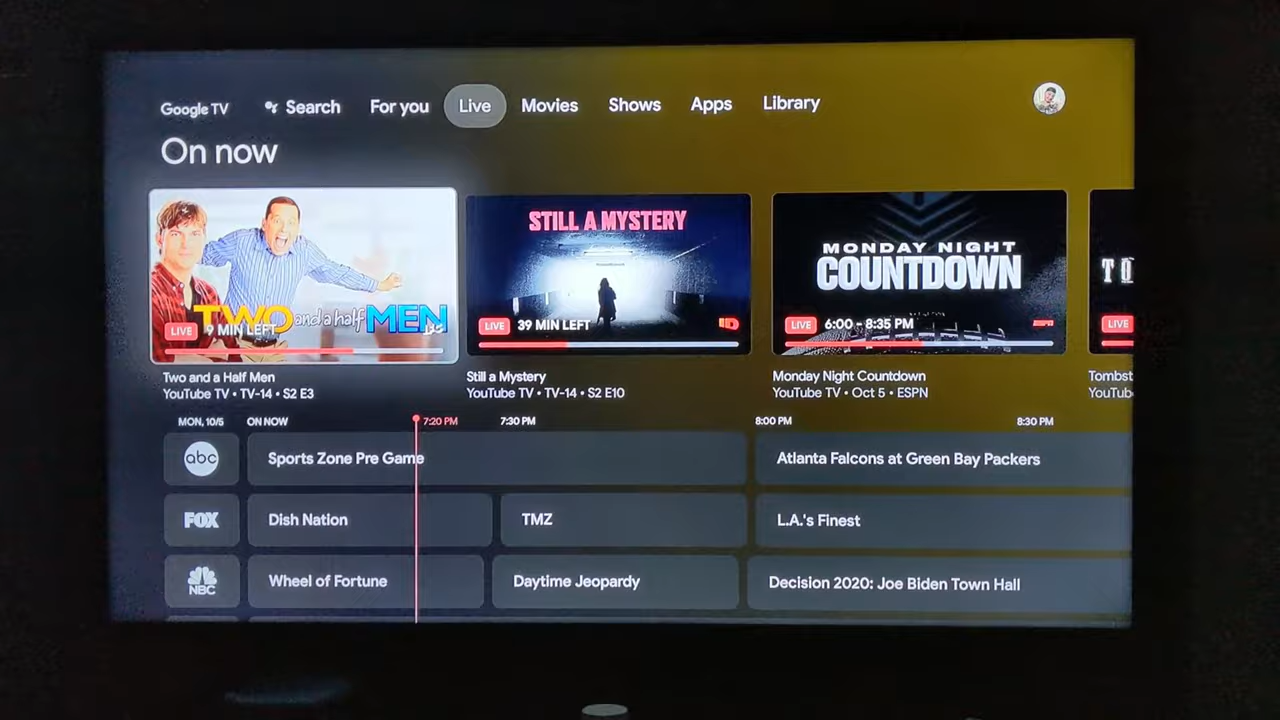 Google TV Search For you Live Movies Shows Apps Library
On now
TWO and a half MEN
LIVE 9 MIN LEFT
STILL A MYSTERY
LIVE 39 MIN LEFT ID
MONDAY NIGHT
COUNTDOWN
LIVE 6:00 - 8:35 PM ESPN
LIVE
Two and a Half Men
YouTube TV • TV-14 • S2 E3
Still a Mystery
YouTube TV • TV-14 • S2 E10
Monday Night Countdown
YouTube TV • Oct 5 • ESPN
Tombst
YouTub
MON, 10/5 ON NOW 7:20 PM 7:30 PM 8:00 PM 8:30 PM
abc Sports Zone Pre Game Atlanta Falcons at Green Bay Packers
FOX Dish Nation TMZ L.A.'s Finest
NBC Wheel of Fortune Daytime Jeopardy Decision 2020: Joe Biden Town Hall